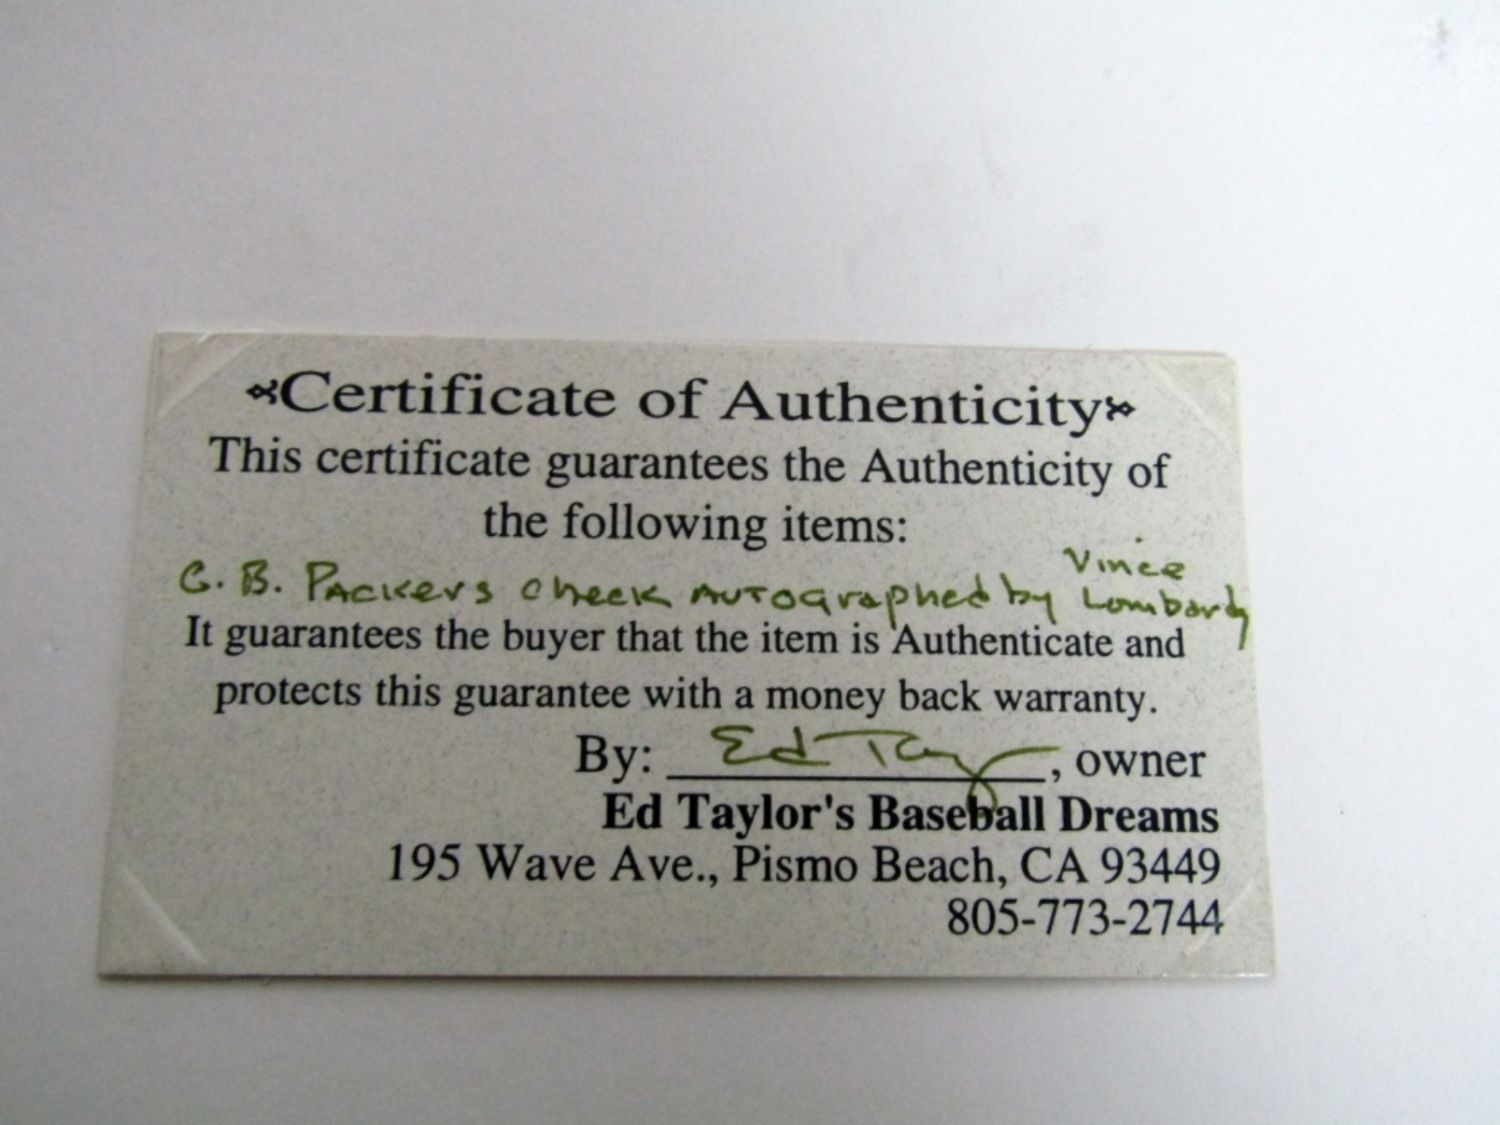 Certificate of Authenticity
This certificate guarantees the Authenticity of
the following items:
G. B. Packers check autographed by Vince Lombardy
It guarantees the buyer that the item is Authenticate and
protects this guarantee with a money back warranty.
By: Ed Taylor, owner
Ed Taylor's Baseball Dreams
195 Wave Ave., Pismo Beach, CA 93449
805-773-2744